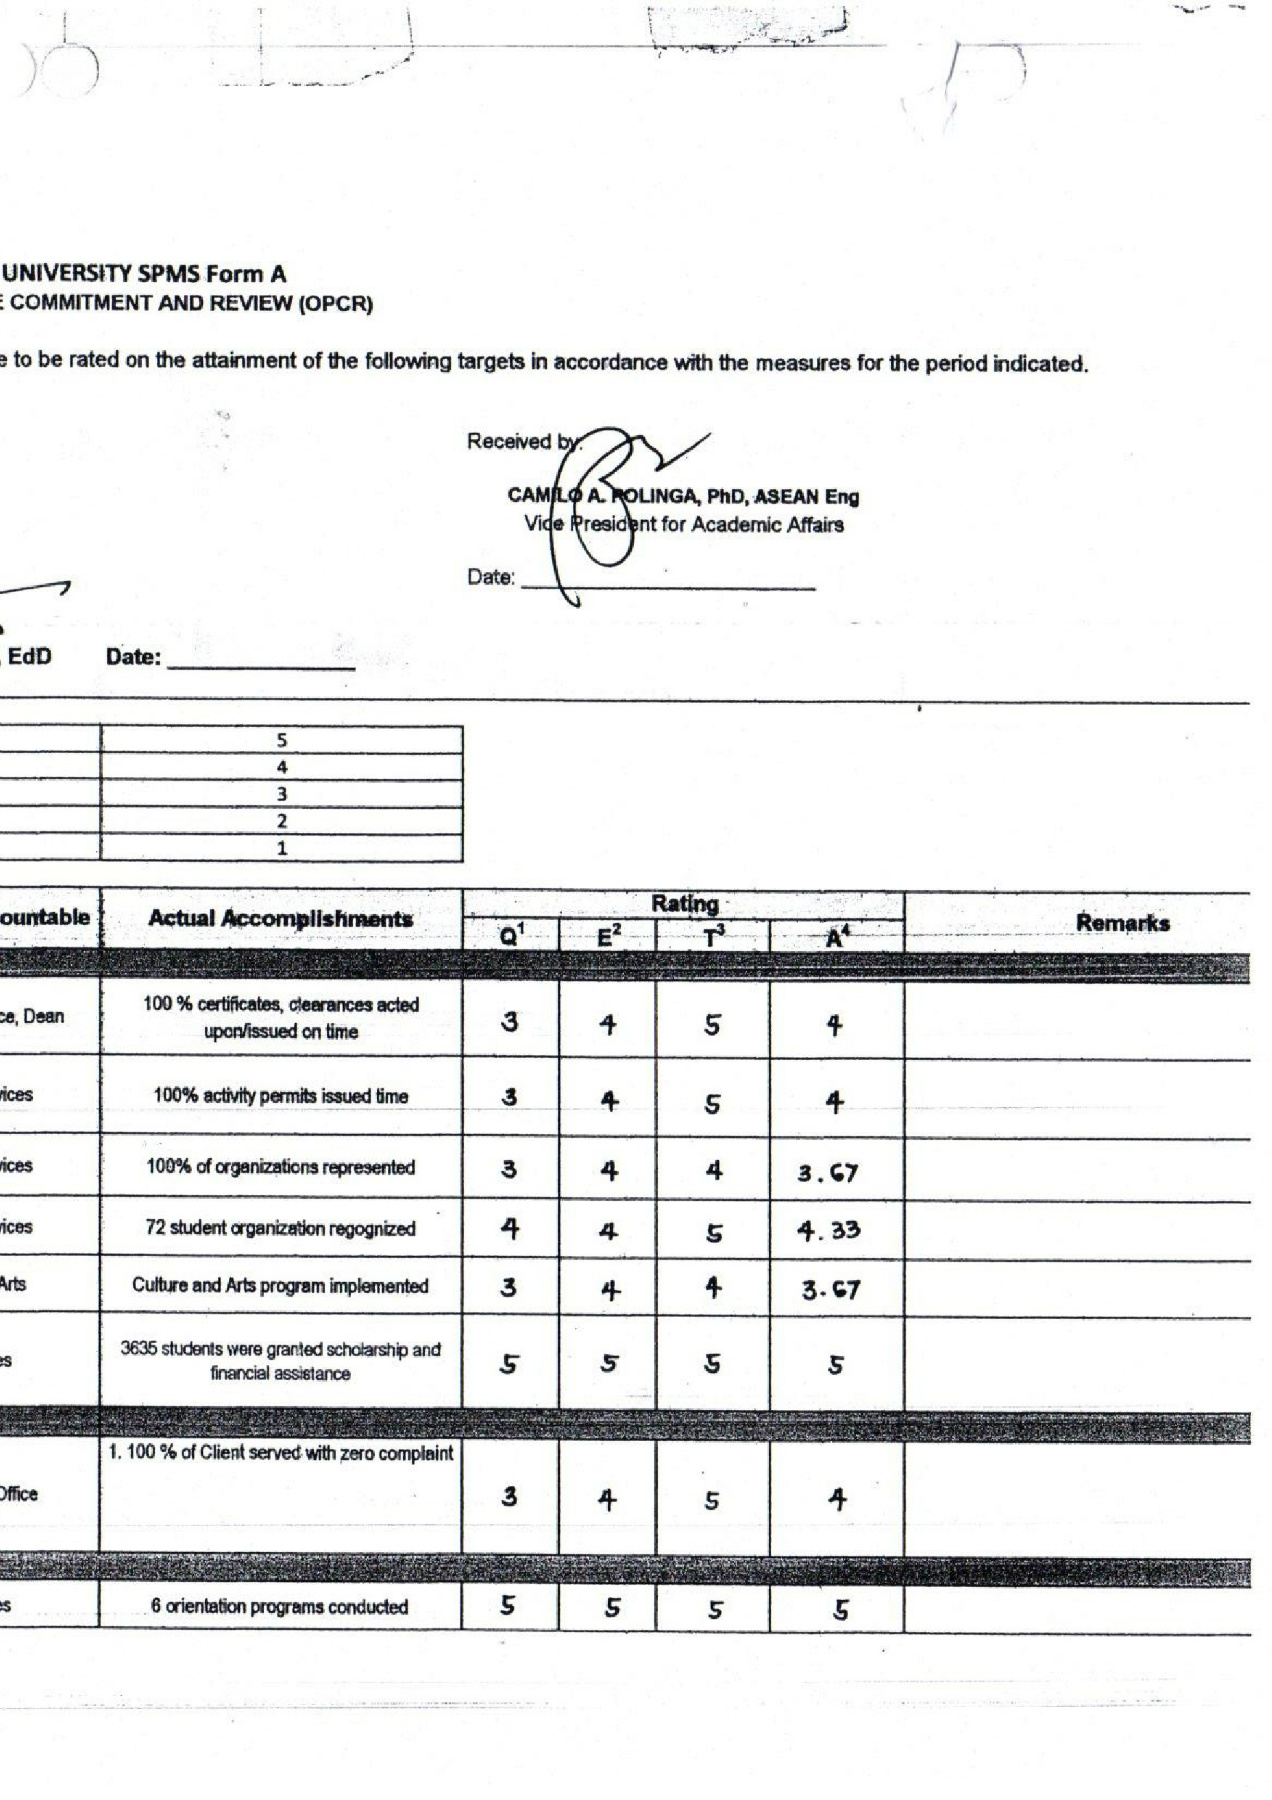 UNIVERSITY SPMS Form A
E COMMITMENT AND REVIEW (OPCR)
e to be rated on the attainment of the following targets in accordance with the measures for the period indicated.
Received by:
CAMILO A. POLINGA, PhD, ASEAN Eng
Vice President for Academic Affairs
Date:
, EdD Date:
5
4
3
2
1
ountable Actual Accomplishments Rating Remarks
Q¹ E² T³ A⁴
ce, Dean 100 % certificates, clearances acted
upon/issued on time 3 4 5 4
vices 100% activity permits issued time 3 4 5 4
vices 100% of organizations represented 3 4 4 3.67
vices 72 student organization regognized 4 4 5 4.33
Arts Culture and Arts program implemented 3 4 4 3.67
es 3635 students were granted scholarship and
financial assistance 5 5 5 5
1. 100 % of Client served with zero complaint
Office 3 4 5 4
es 6 orientation programs conducted 5 5 5 5